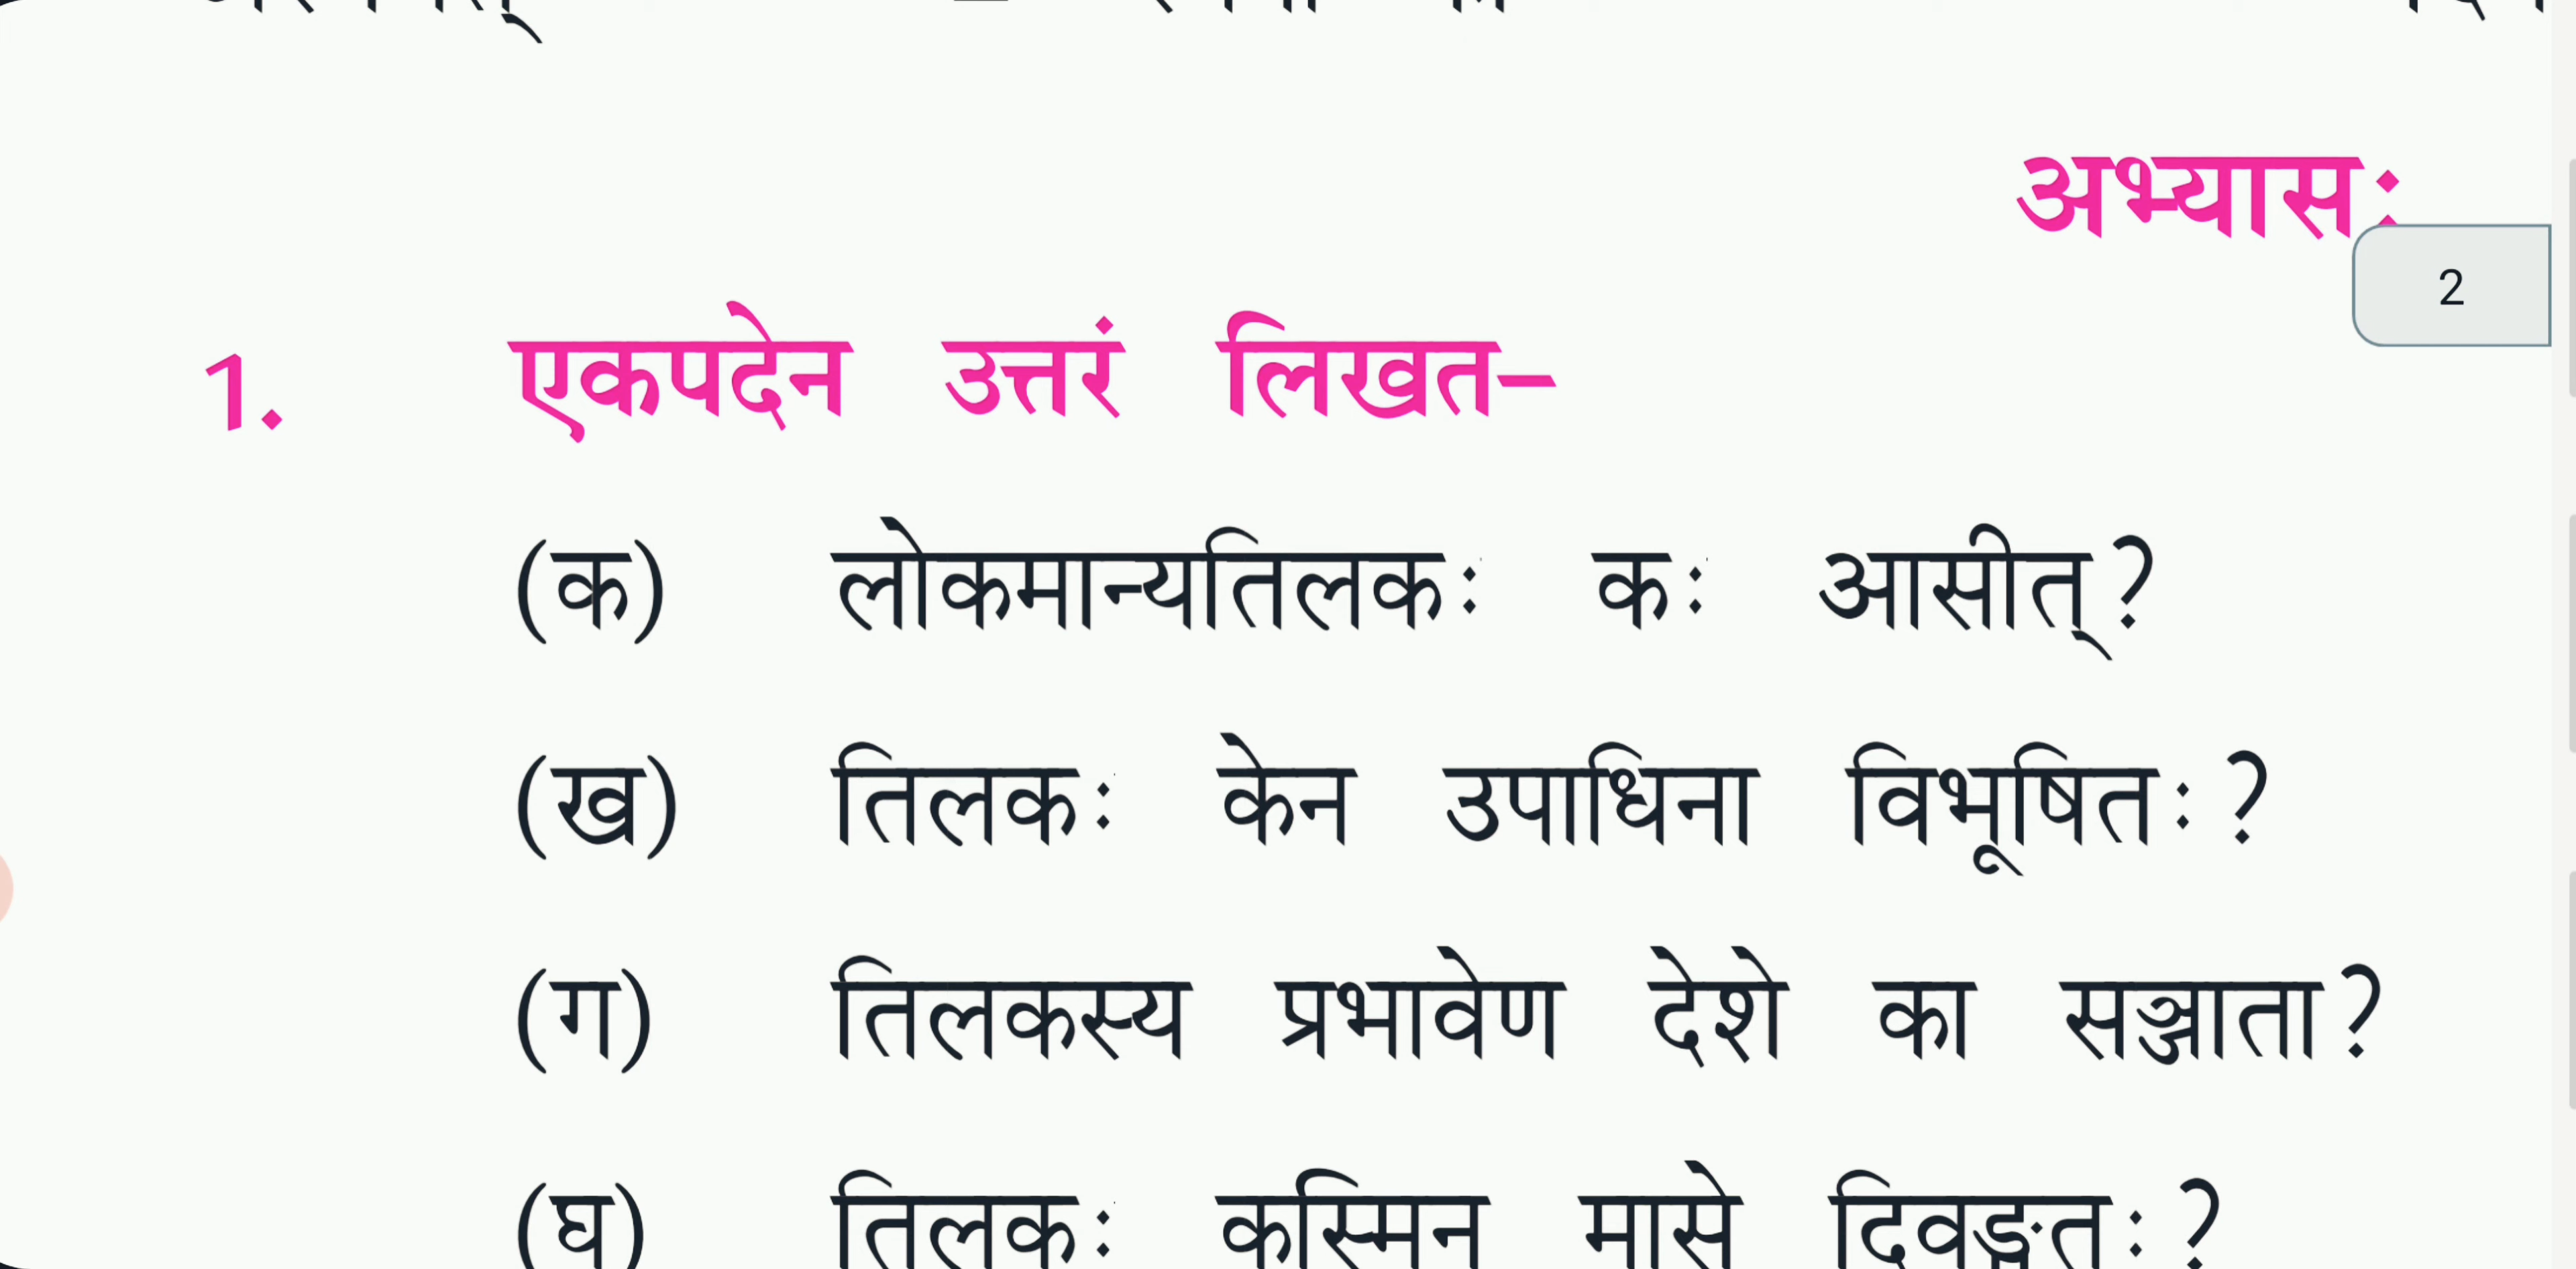 अभ्यासः
2
1. एकपदेन उत्तरं लिखत–
(क) लोकमान्यतिलकः कः आसीत्?
(ख) तिलकः केन उपाधिना विभूषितः?
(ग) तिलकस्य प्रभावेण देशे का सञ्जाता?
(घ) तिलकः कस्मिन मासे दिवङ्गतः?